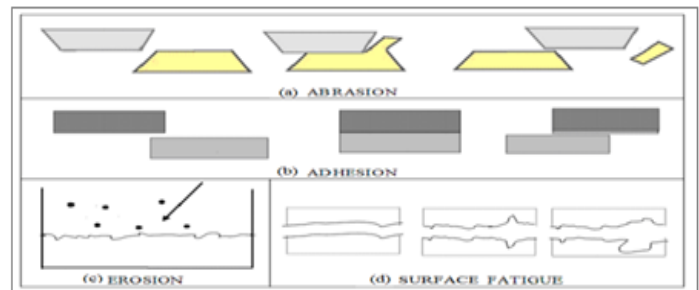 (a) ABRASION
(b) ADHESION
(c) EROSION
(d) SURFACE FATIGUE